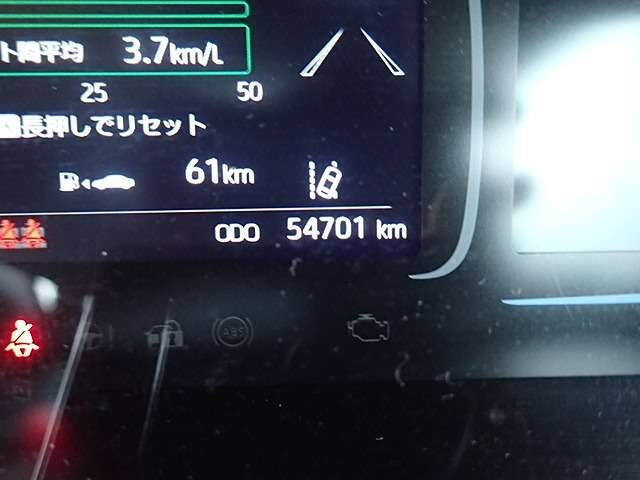 ト間平均 3.7km/L
25 50
長押しでリセット
61km
ODO 54701 km
ABS